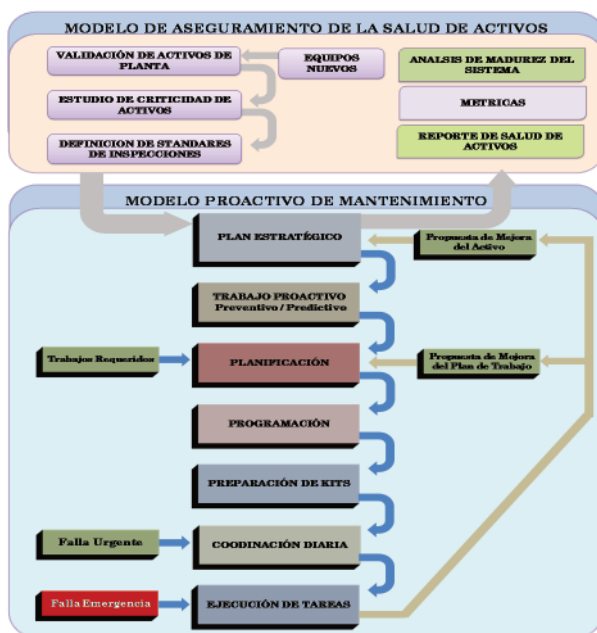 MODELO DE ASEGURAMIENTO DE LA SALUD DE ACTIVOS
VALIDACIÓN DE ACTIVOS DE
PLANTA
EQUIPOS
NUEVOS
ANALSIS DE MADUREZ DEL
SISTEMA
ESTUDIO DE CRITICIDAD DE
ACTIVOS
METRICAS
DEFINICION DE STANDARES
DE INSPECCIONES
REPORTE DE SALUD DE
ACTIVOS
MODELO PROACTIVO DE MANTENIMIENTO
PLAN ESTRATÉGICO
Propuesta de Mejora
del Activo
TRABAJO PROACTIVO
Preventivo / Predictivo
Trabajos Requeridos
PLANIFICACIÓN
Propuesta de Mejora
del Plan de Trabajo
PROGRAMACIÓN
PREPARACIÓN DE KITS
Falla Urgente
COODINACIÓN DIARIA
Falla Emergencia
EJECUCIÓN DE TAREAS